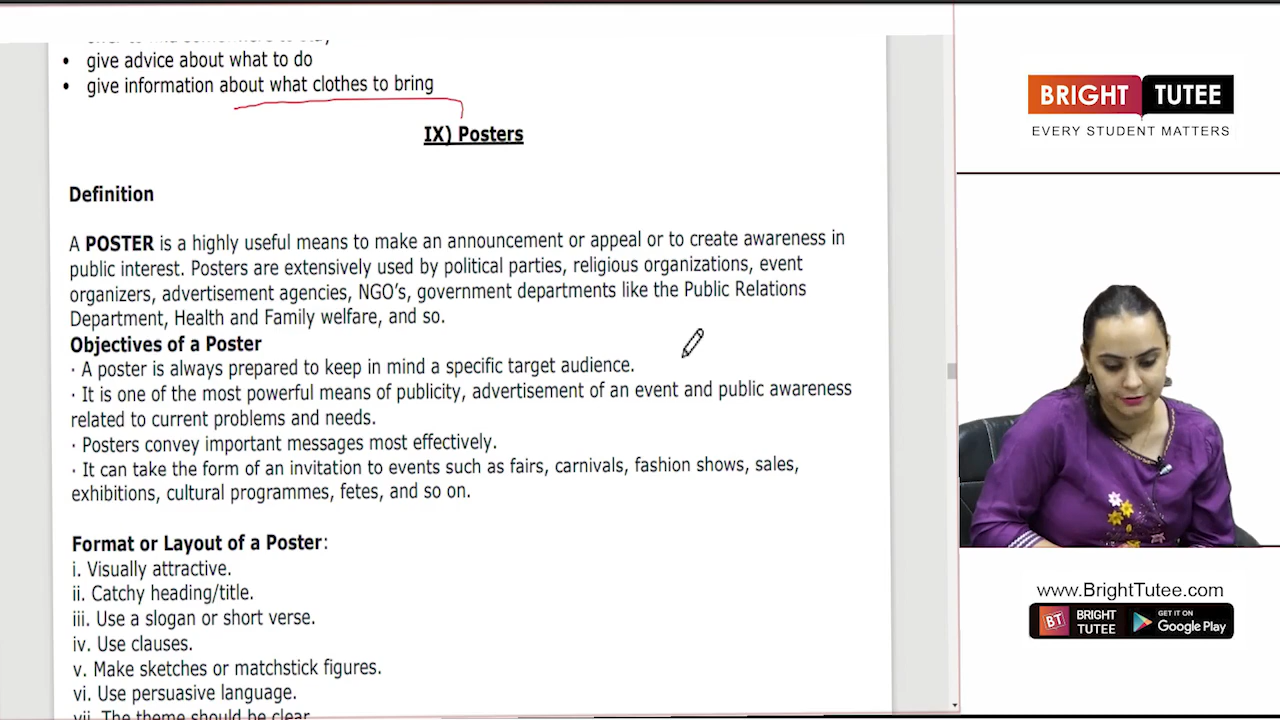 • give advice about what to do
• give information about what clothes to bring
IX) Posters
Definition
A POSTER is a highly useful means to make an announcement or appeal or to create awareness in
public interest. Posters are extensively used by political parties, religious organizations, event
organizers, advertisement agencies, NGO's, government departments like the Public Relations
Department, Health and Family welfare, and so.
Objectives of a Poster
· A poster is always prepared to keep in mind a specific target audience.
· It is one of the most powerful means of publicity, advertisement of an event and public awareness
related to current problems and needs.
· Posters convey important messages most effectively.
· It can take the form of an invitation to events such as fairs, carnivals, fashion shows, sales,
exhibitions, cultural programmes, fetes, and so on.
Format or Layout of a Poster:
i. Visually attractive.
ii. Catchy heading/title.
iii. Use a slogan or short verse.
iv. Use clauses.
v. Make sketches or matchstick figures.
vi. Use persuasive language.
vii. The theme should be clear
BRIGHT TUTEE
EVERY STUDENT MATTERS
www.BrightTutee.com
BT BRIGHT TUTEE
GET IT ON
Google Play